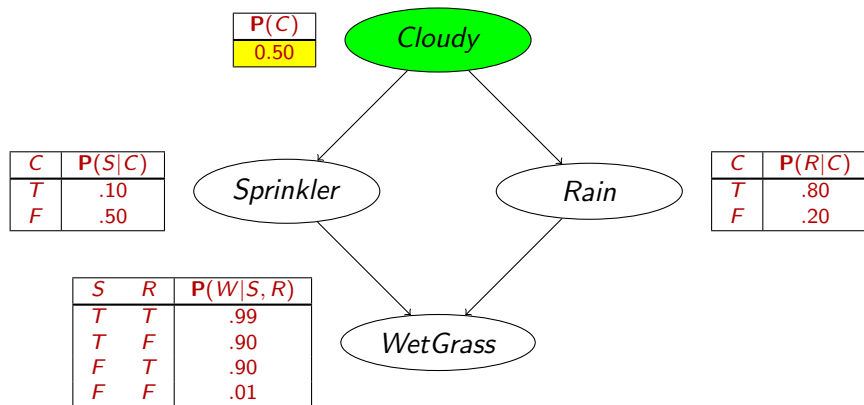 P(C)
0.50
Cloudy
C P(S|C)
T .10
F .50
Sprinkler
Rain
C P(R|C)
T .80
F .20
S R P(W|S, R)
T T .99
T F .90
F T .90
F F .01
WetGrass